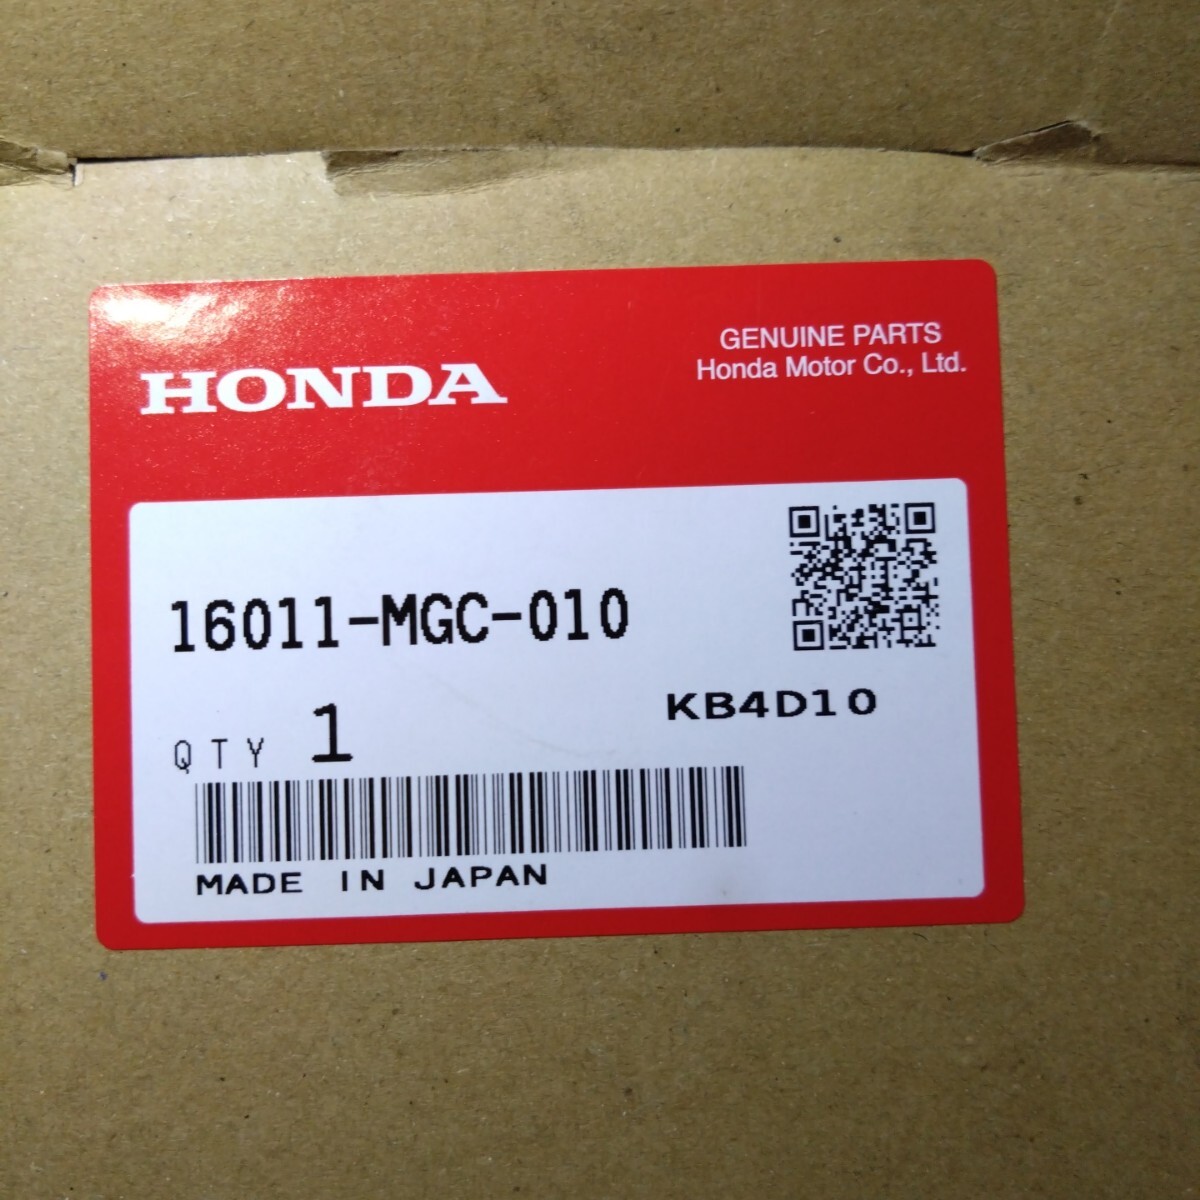 HONDA
GENUINE PARTS
Honda Motor Co., Ltd.
16011-MGC-010
QTY 1
KB4D10
MADE IN JAPAN